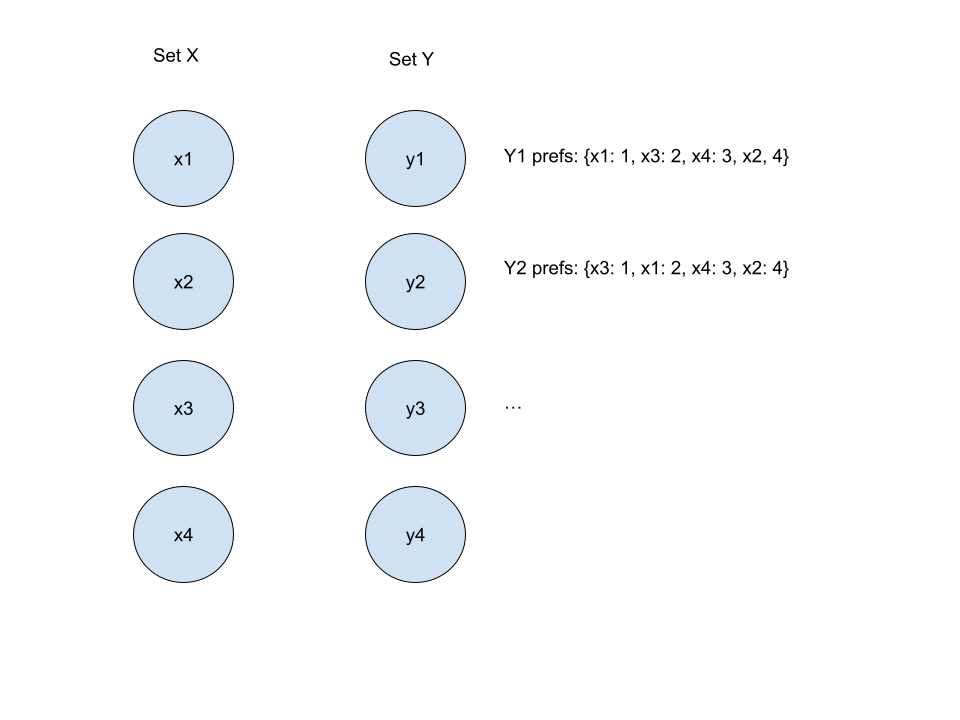 Set X
Set Y
x1
y1
Y1 prefs: {x1: 1, x3: 2, x4: 3, x2, 4}
x2
y2
Y2 prefs: {x3: 1, x1: 2, x4: 3, x2: 4}
x3
y3
...
x4
y4